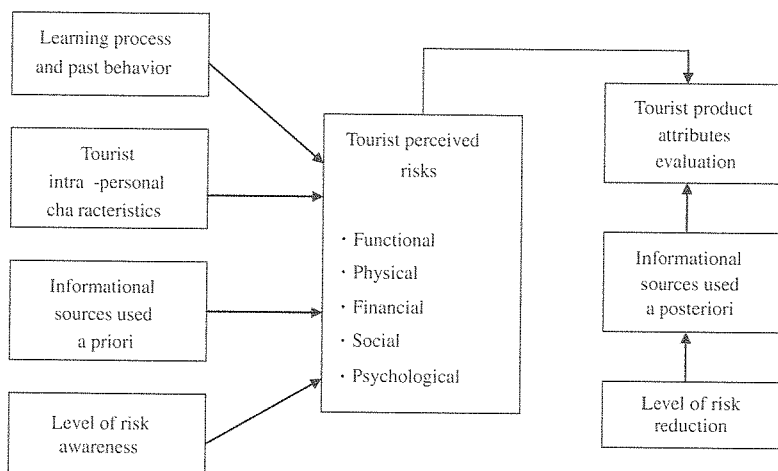 Learning process
and past behavior
Tourist
intra -personal
cha racteristics
Informational
sources used
a priori
Level of risk
awareness
Tourist perceived
risks
· Functional
· Physical
· Financial
· Social
· Psychological
Tourist product
attributes
evaluation
Informational
sources used
a posteriori
Level of risk
reduction